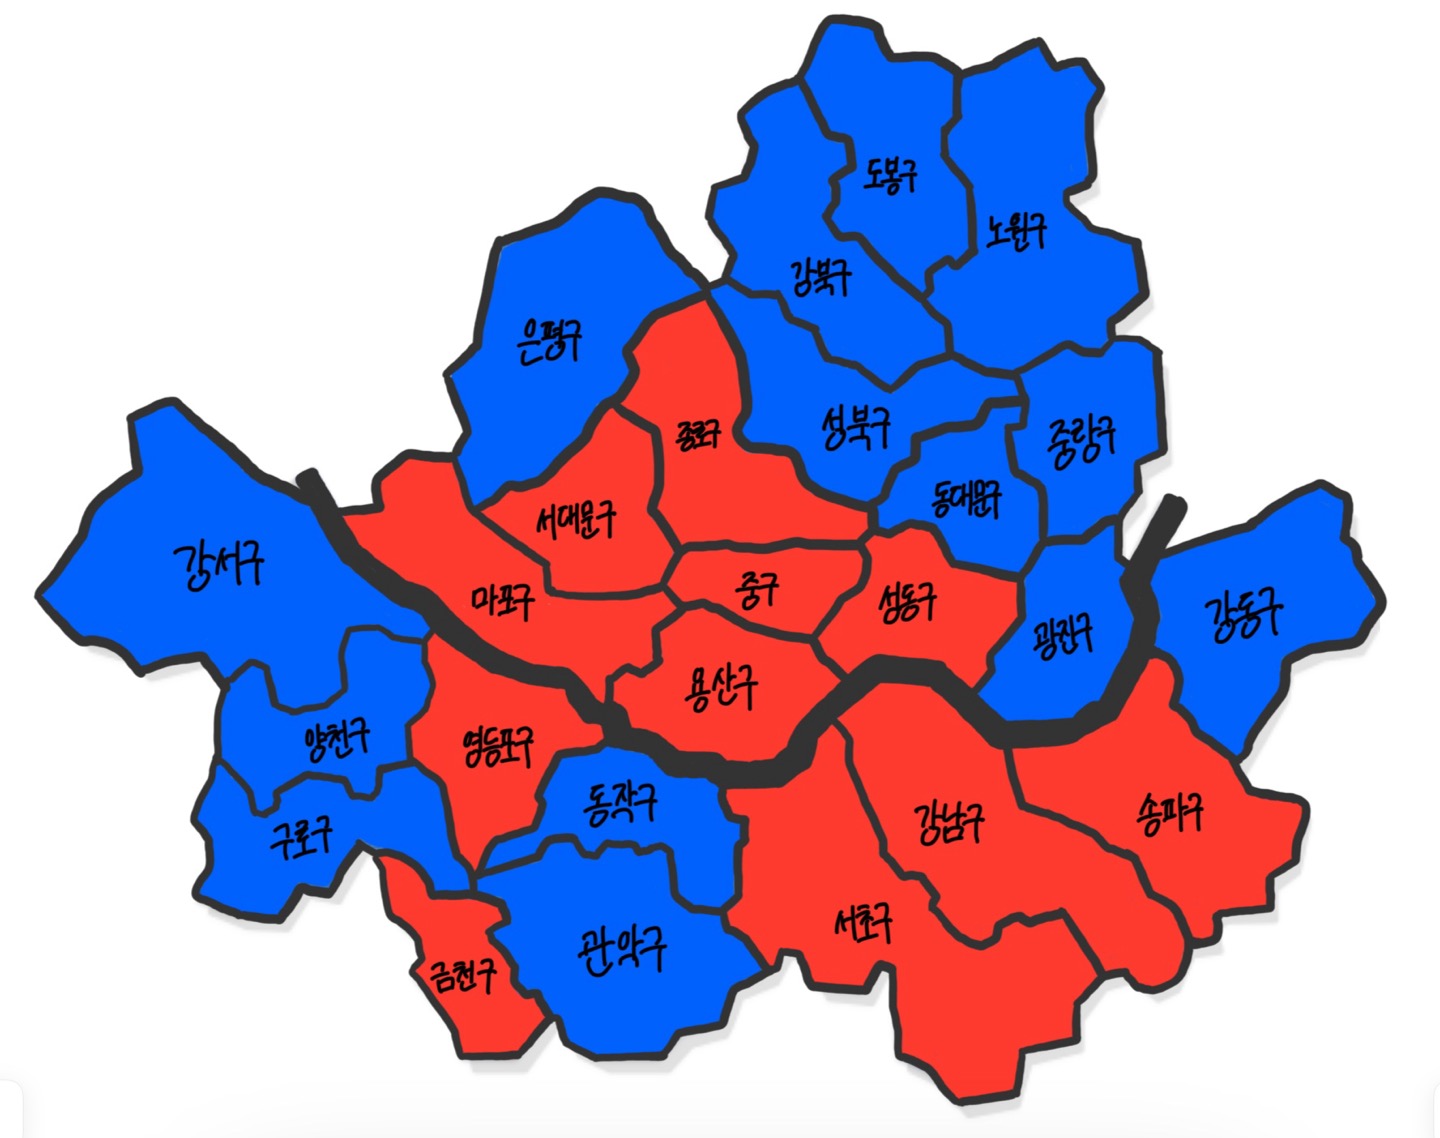 도봉구
노원구
강북구
은평구
성북구
종로구
중랑구
동대문구
서대문구
강서구
마포구
중구
성동구
강동구
광진구
용산구
양천구
영등포구
동작구
구로구
강남구
송파구
서초구
관악구
금천구